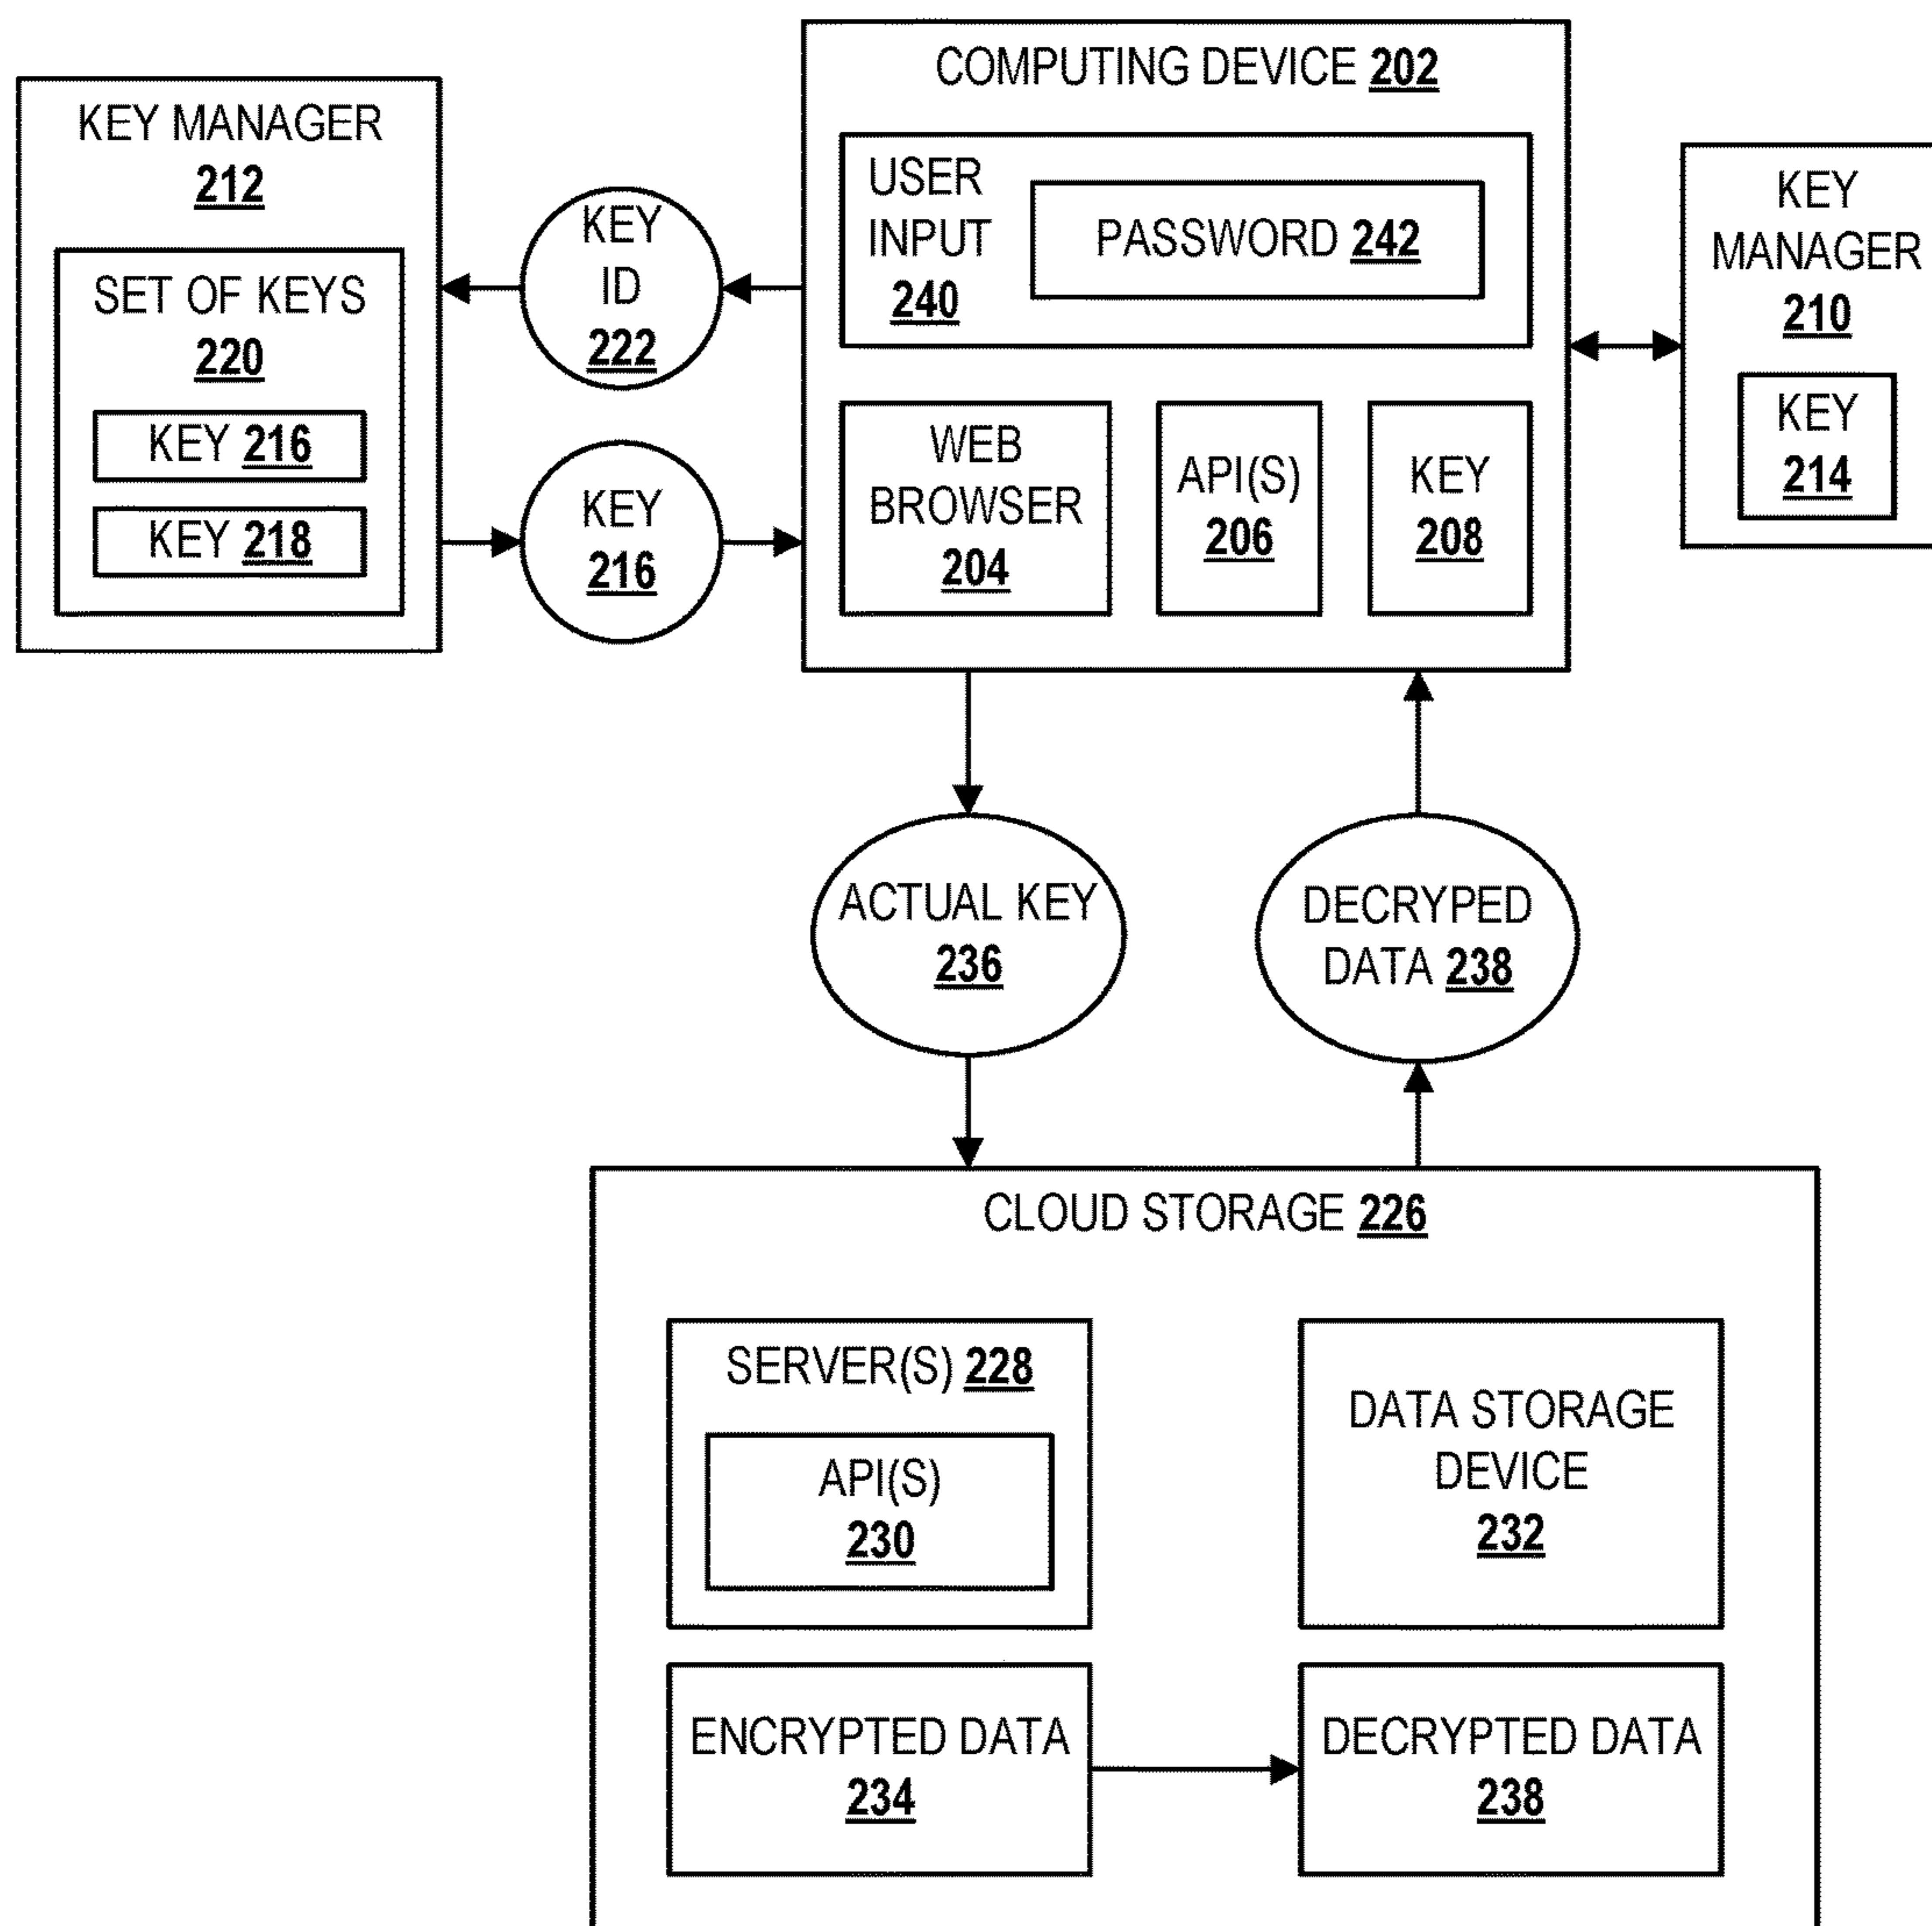 COMPUTING DEVICE 202
KEY MANAGER
212
SET OF KEYS
220
KEY 216
KEY 218
KEY
ID
222
KEY
216
USER
INPUT
240
PASSWORD 242
WEB
BROWSER
204
API(S)
206
KEY
208
KEY
MANAGER
210
KEY
214
ACTUAL KEY
236
DECRYPED
DATA 238
CLOUD STORAGE 226
SERVER(S) 228
API(S)
230
DATA STORAGE
DEVICE
232
ENCRYPTED DATA
234
DECRYPTED DATA
238